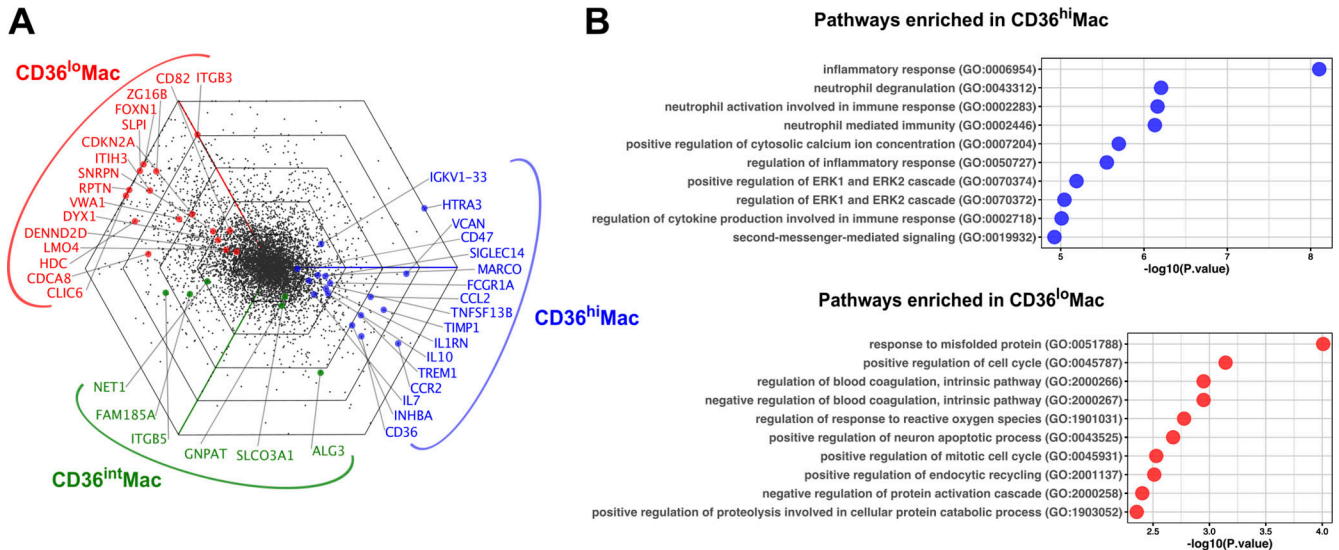 A
CD36loMac
CD82
ITGB3
ZG16B
FOXN1
SLPI
CDKN2A
ITIH3
SNRPN
RPTN
VWA1
DYX1
DENND2D
LMO4
HDC
CDCA8
CLIC6
IGKV1-33
HTRA3
VCAN
CD47
SIGLEC14
MARCO
FCGR1A
CCL2
TNFSF13B
TIMP1
IL1RN
IL10
TREM1
CCR2
IL7
INHBA
CD36
CD36hiMac
NET1
FAM185A
ITGB5
GNPAT
SLCO3A1
ALG3
CD36intMac
B
Pathways enriched in CD36hiMac
inflammatory response (GO:0006954)
neutrophil degranulation (GO:0043312)
neutrophil activation involved in immune response (GO:0002283)
neutrophil mediated immunity (GO:0002446)
positive regulation of cytosolic calcium ion concentration (GO:0007204)
regulation of inflammatory response (GO:0050727)
positive regulation of ERK1 and ERK2 cascade (GO:0070374)
regulation of ERK1 and ERK2 cascade (GO:0070372)
regulation of cytokine production involved in immune response (GO:0002718)
second-messenger-mediated signaling (GO:0019932)
5 6 7 8
-log10(P.value)
Pathways enriched in CD36loMac
response to misfolded protein (GO:0051788)
positive regulation of cell cycle (GO:0045787)
regulation of blood coagulation, intrinsic pathway (GO:2000266)
negative regulation of blood coagulation, intrinsic pathway (GO:2000267)
regulation of response to reactive oxygen species (GO:1901031)
positive regulation of neuron apoptotic process (GO:0043525)
positive regulation of mitotic cell cycle (GO:0045931)
positive regulation of endocytic recycling (GO:2001137)
negative regulation of protein activation cascade (GO:2000258)
positive regulation of proteolysis involved in cellular protein catabolic process (GO:1903052)
2.5 3.0 3.5 4.0
-log10(P.value)